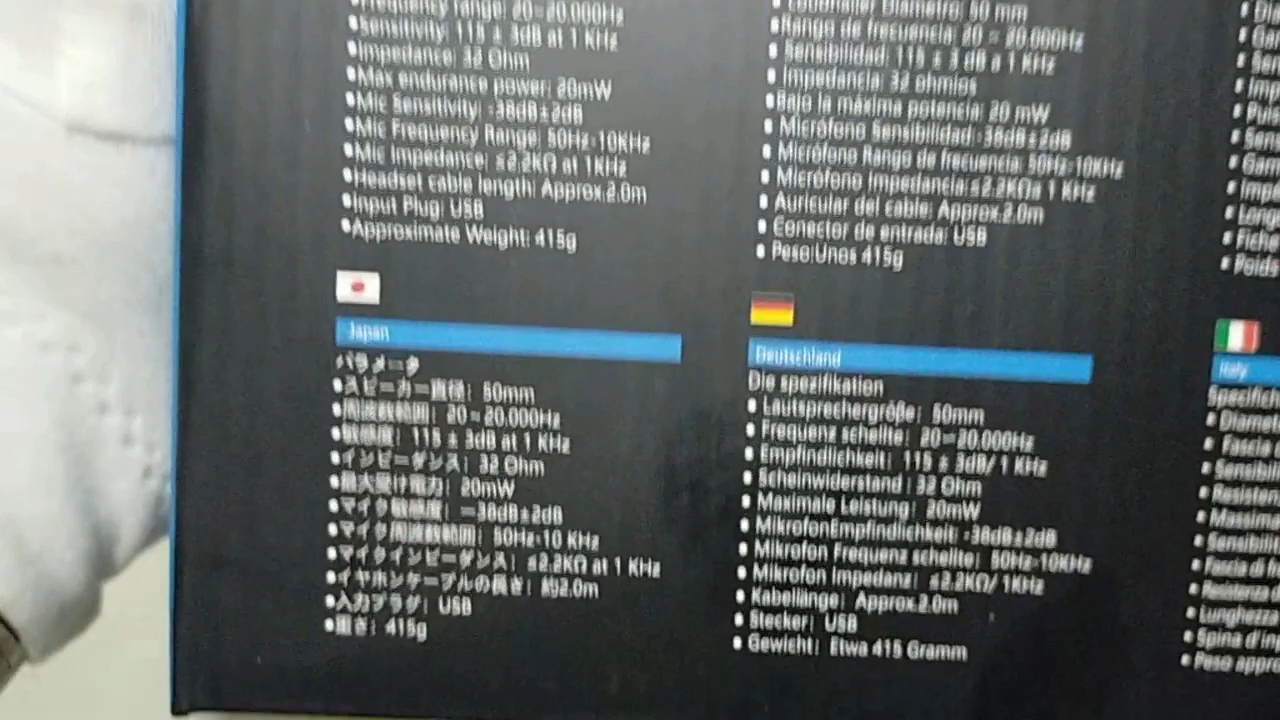 Frequency range: 20~20.000Hz
Sensitivity: 115 ± 3dB at 1 KHz
Impedance: 32 Ohm
Max endurance power: 20mW
Mic Sensitivity: -38dB±2dB
Mic Frequency Range: 50Hz-10KHz
Mic Impedance: ≤2.2KΩ at 1KHz
Headset cable length: Approx.2.0m
Input Plug: USB
Approximate Weight: 415g
Rango de frecuencia: 20 ~ 20.000Hz
Sensibilidad: 115 ± 3 dB a 1 KHz
Impedancia: 32 ohmios
Bajo la máxima potencia: 20 mW
Micrófono Sensibilidad: -38dB±2dB
Micrófono Rango de frecuencia: 50Hz-10KHz
Micrófono Impedancia:≤2.2KΩa 1 KHz
Auricular del cable: Approx.2.0m
Conector de entrada: USB
Peso:Unos 415g
Japan
パラメータ
スピーカー直径: 50mm
周波数範囲: 20~20,000Hz
敏感度: 115 ± 3dB at 1 KHz
インピーダンス: 32 Ohm
最大受け電力: 20mW
マイク敏感度: -38dB±2dB
マイク周波数範囲: 50Hz-10 KHz
マイクインピーダンス: ≤2.2KΩ at 1 KHz
イヤホンケーブルの長さ: 約2.0m
入力プラグ: USB
重さ: 415g
Deutschland
Die spezifikation
Lautsprechergröße: 50mm
Frequenz scheite: 20~20.000Hz
Empfindlichkeit: 115 ± 3dB/ 1 KHz
Scheinwiderstand: 32 Ohm
Maximale Leistung: 20mW
MikrofonEmpfindlichkeit: -38dB±2dB
Mikrofon Frequenz scheite: 50Hz-10KHz
Mikrofon Impedanz: ≤2.2KΩ/ 1KHz
Kabellänge: Approx.2.0m
Stecker: USB
Gewicht: Etwa 415 Gramm
Fiche
Poids
Italy